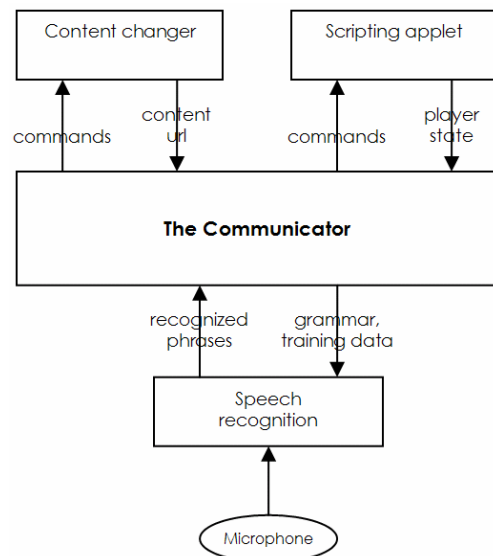 Content changer
Scripting applet
commands
content
url
commands
player
state
The Communicator
recognized
phrases
grammar,
training data
Speech
recognition
Microphone